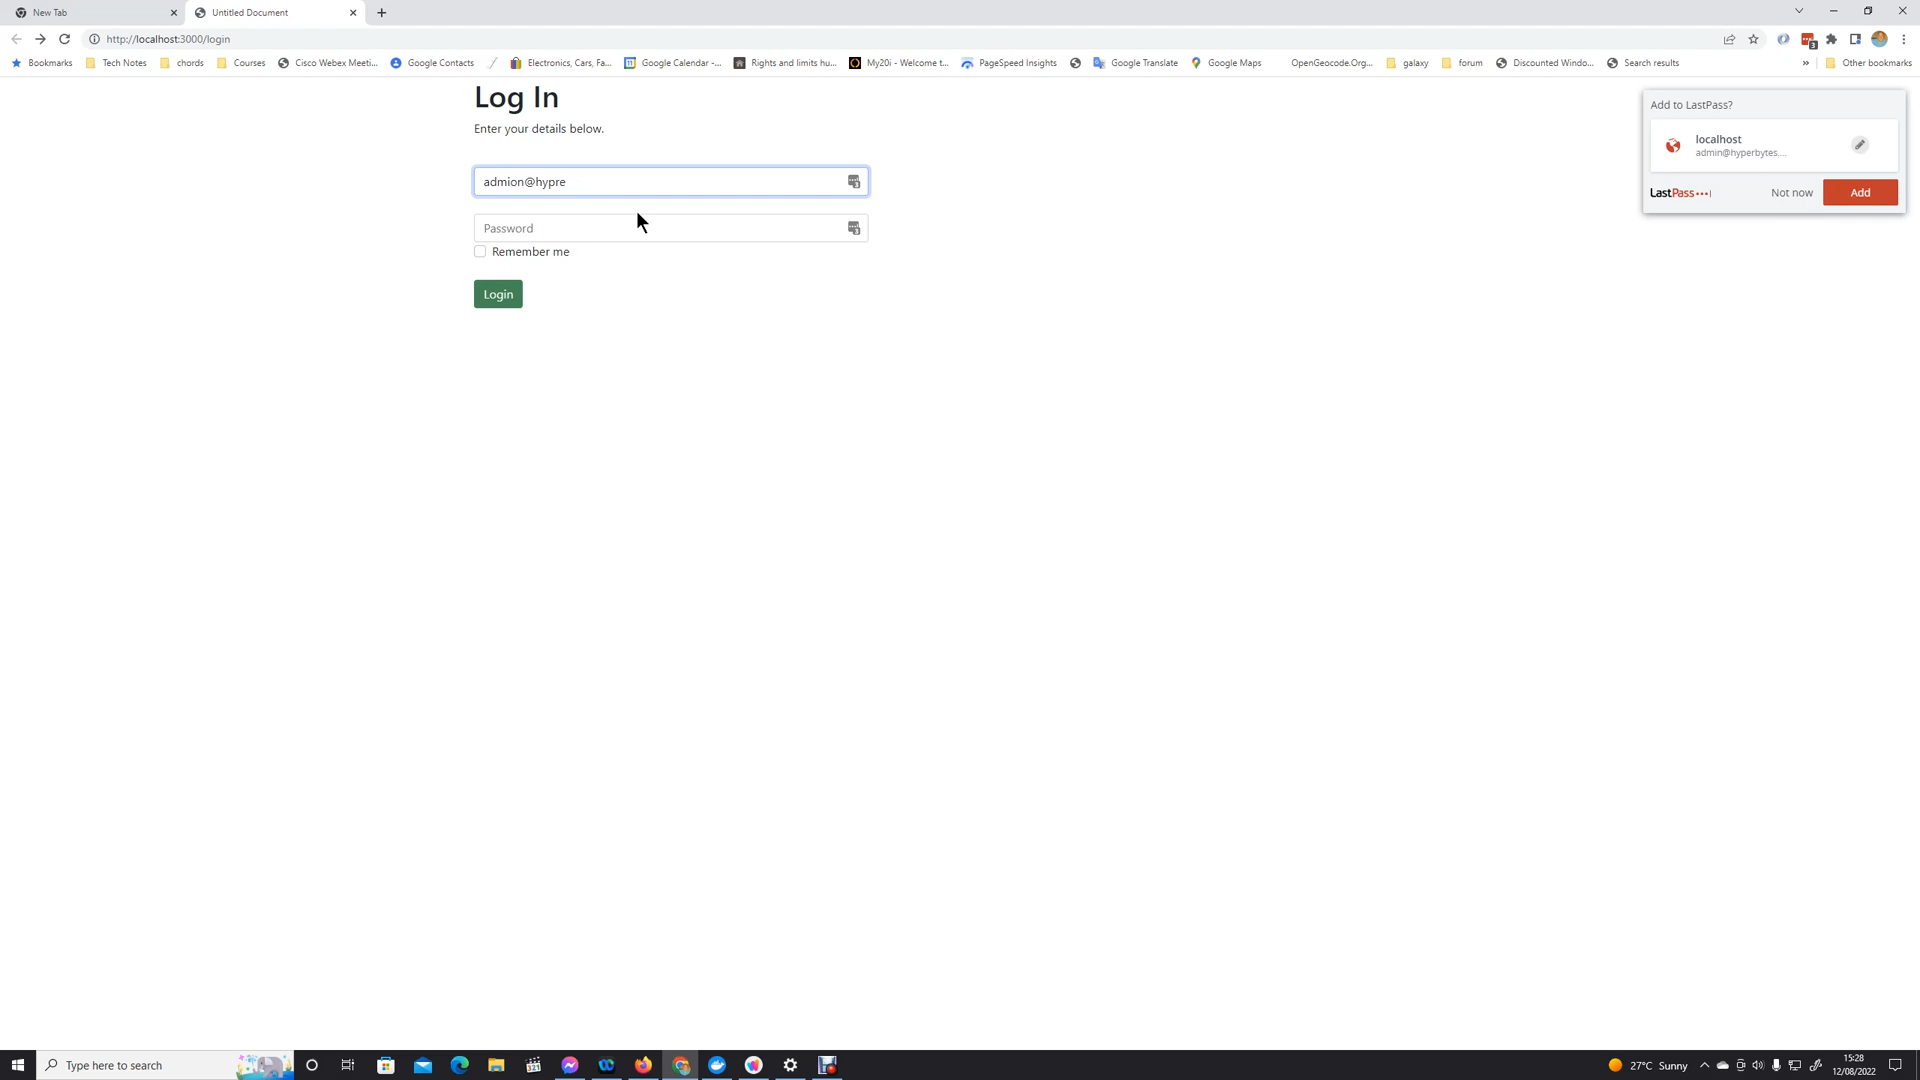 New Tab
Untitled Document
http://localhost:3000/login
3
Bookmarks
Tech Notes
chords
Courses
Cisco Webex Meeti...
Google Contacts
Electronics, Cars, Fa...
Google Calendar -...
Rights and limits hu...
My20i - Welcome t...
PageSpeed Insights
Google Translate
Google Maps
OpenGeocode.Org...
galaxy
forum
Discounted Windo...
Search results
»
Other bookmarks
Log In
Enter your details below.
admion@hypre
Password
Remember me
Login
Add to LastPass?
localhost
admin@hyperbytes....
LastPass
Not now
Add
Type here to search
27°C Sunny
15:28
12/08/2022